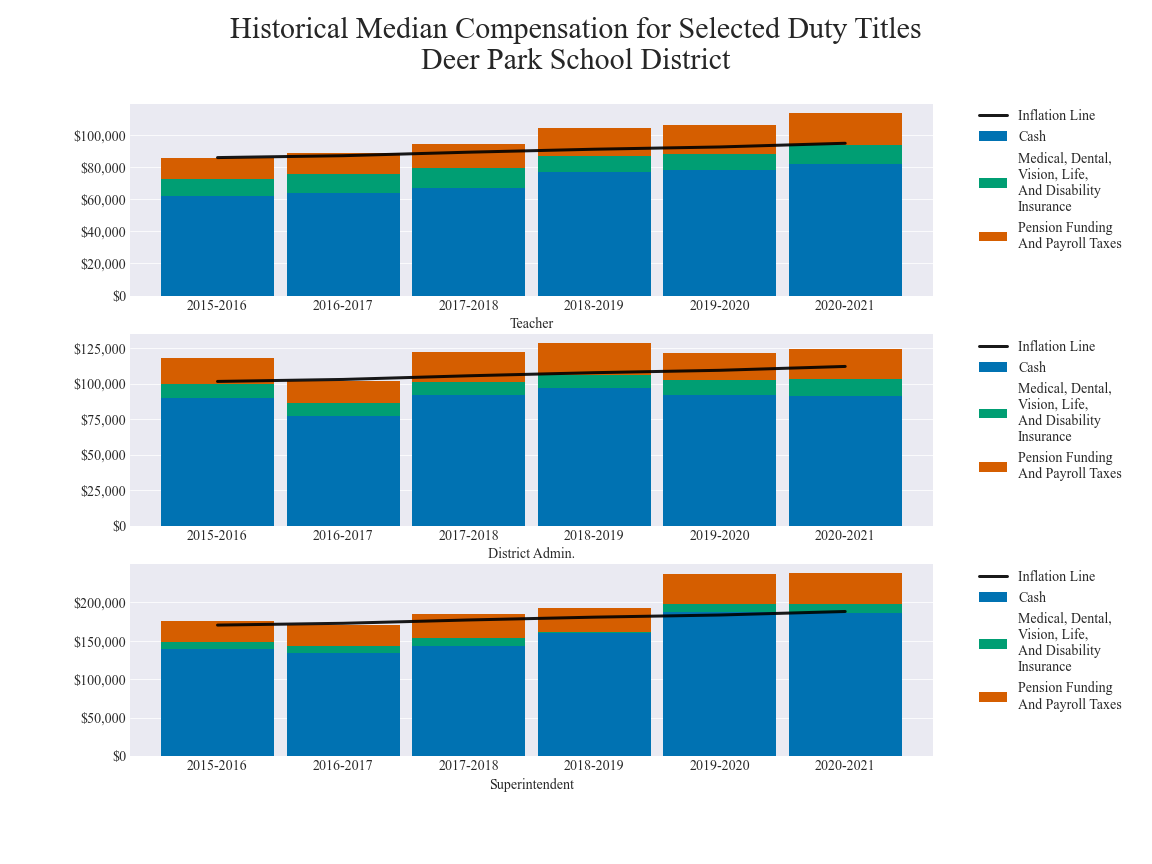 Historical Median Compensation for Selected Duty Titles
Deer Park School District
$100,000
$80,000
$60,000
$40,000
$20,000
$0
2015-2016 2016-2017 2017-2018 2018-2019 2019-2020 2020-2021
Teacher
Inflation Line
Cash
Medical, Dental,
Vision, Life,
And Disability
Insurance
Pension Funding
And Payroll Taxes
$125,000
$100,000
$75,000
$50,000
$25,000
$0
2015-2016 2016-2017 2017-2018 2018-2019 2019-2020 2020-2021
District Admin.
Inflation Line
Cash
Medical, Dental,
Vision, Life,
And Disability
Insurance
Pension Funding
And Payroll Taxes
$200,000
$150,000
$100,000
$50,000
$0
2015-2016 2016-2017 2017-2018 2018-2019 2019-2020 2020-2021
Superintendent
Inflation Line
Cash
Medical, Dental,
Vision, Life,
And Disability
Insurance
Pension Funding
And Payroll Taxes